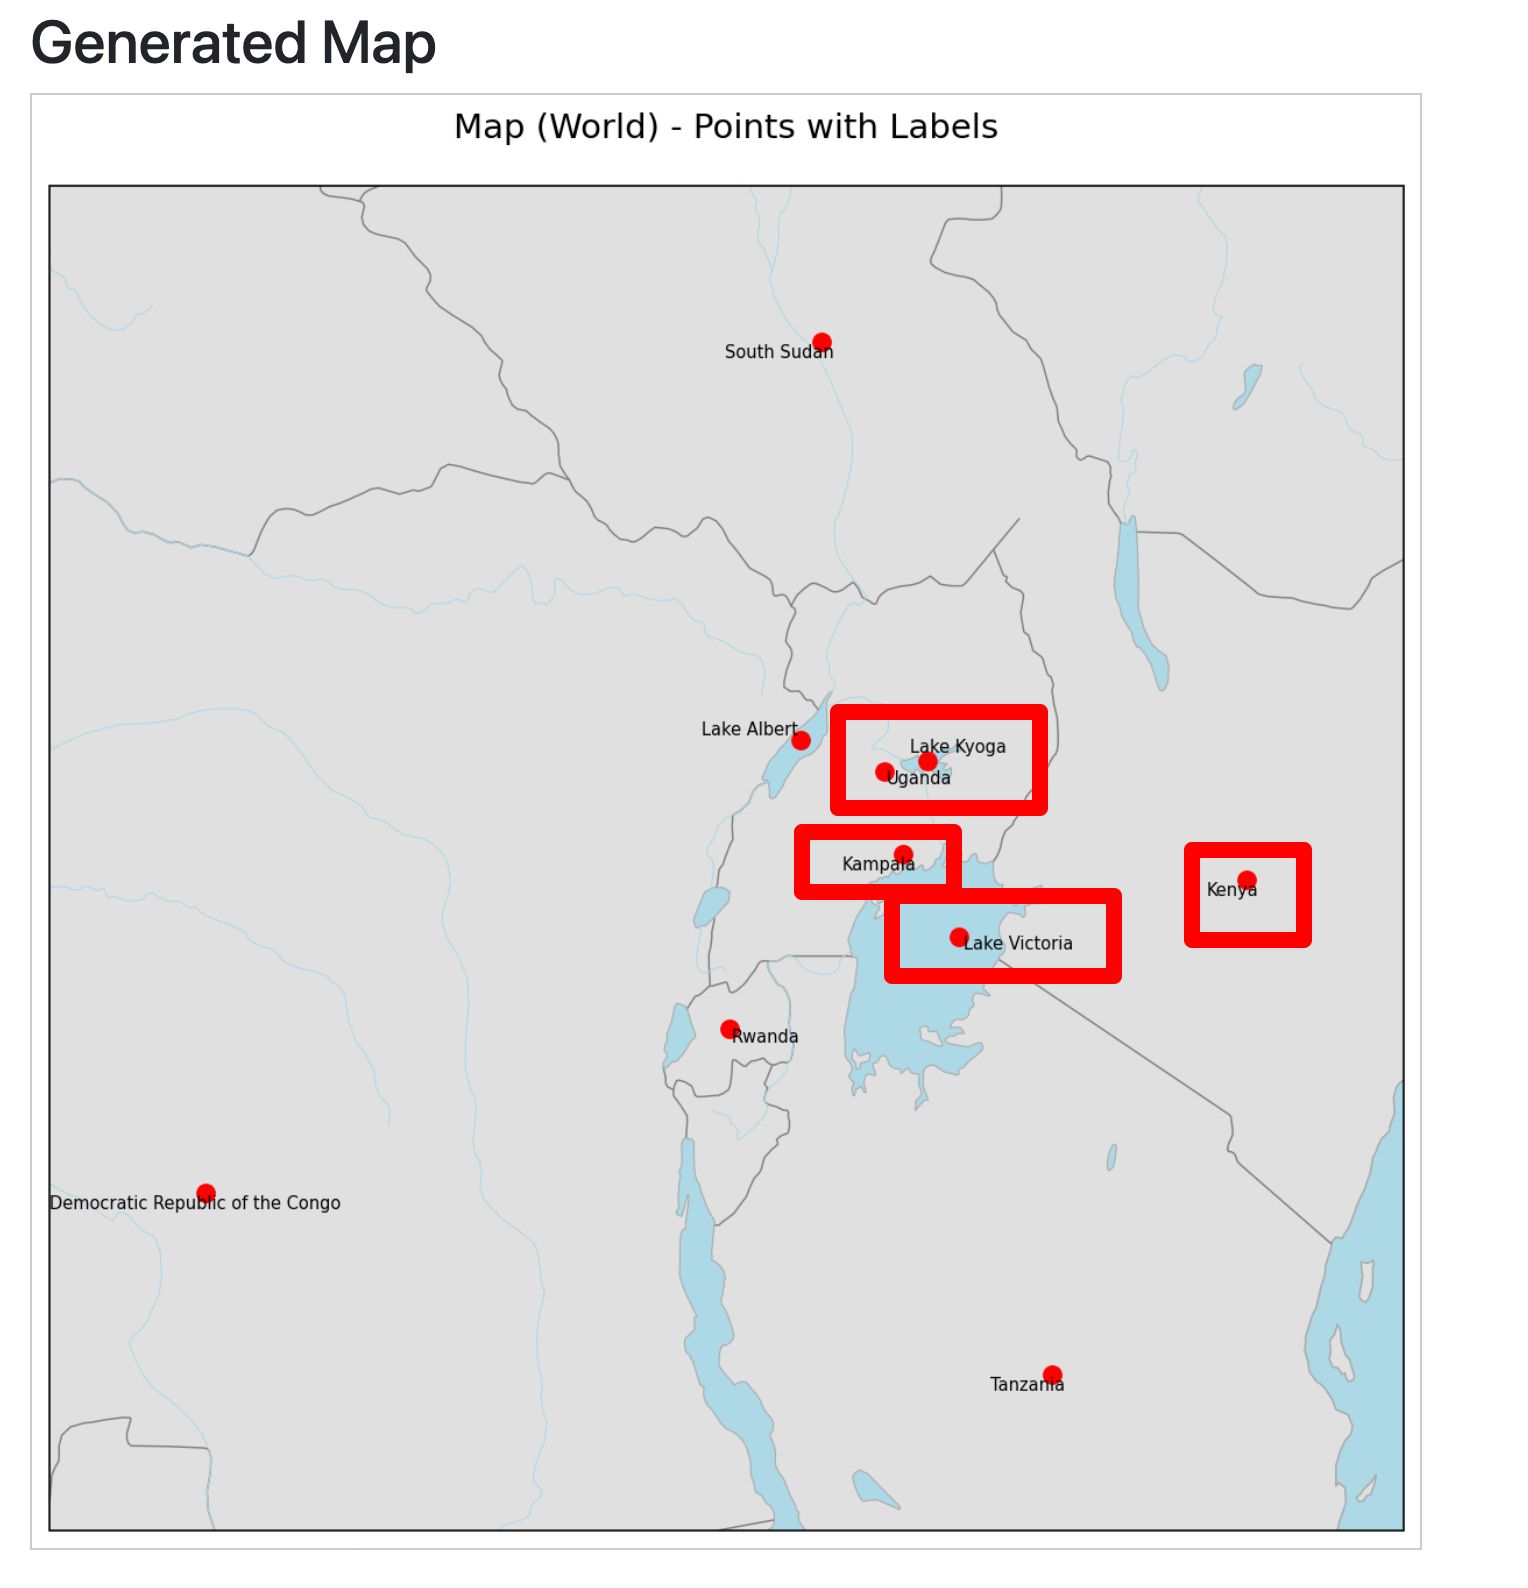 Generated Map
Map (World) - Points with Labels
South Sudan
Lake Albert
Lake Kyoga
Uganda
Kampala
Kenya
Lake Victoria
Rwanda
Democratic Republic of the Congo
Tanzania